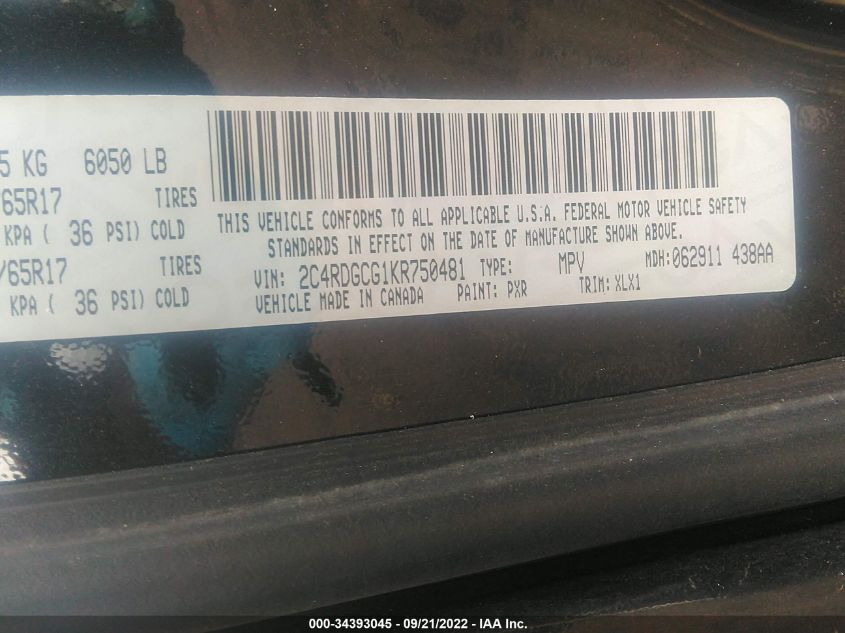 5 KG 6050 LB
/65R17 TIRES
KPA ( 36 PSI) COLD
/65R17 TIRES
KPA ( 36 PSI) COLD
THIS VEHICLE CONFORMS TO ALL APPLICABLE U.S.A. FEDERAL MOTOR VEHICLE SAFETY
STANDARDS IN EFFECT ON THE DATE OF MANUFACTURE SHOWN ABOVE.
VIN: 2C4RDGCG1KR750481 TYPE: MPV MDH: 062911 438AA
VEHICLE MADE IN CANADA PAINT: PXR TRIM: XLX1
000-34393045 - 09/21/2022 - IAA Inc.